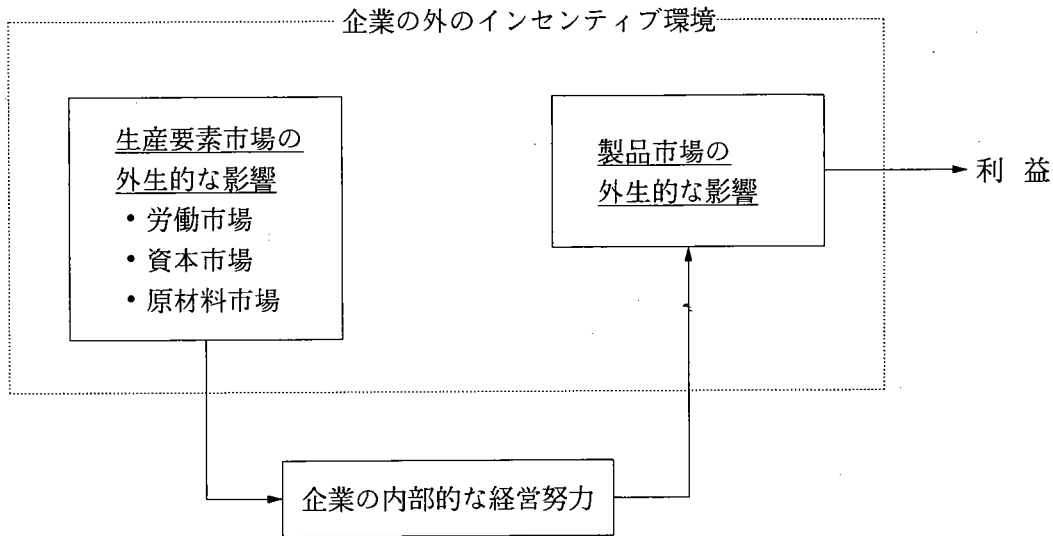 企業の外のインセンティブ環境
生産要素市場の
外生的な影響
・労働市場
・資本市場
・原材料市場
製品市場の
外生的な影響
利 益
企業の内部的な経営努力